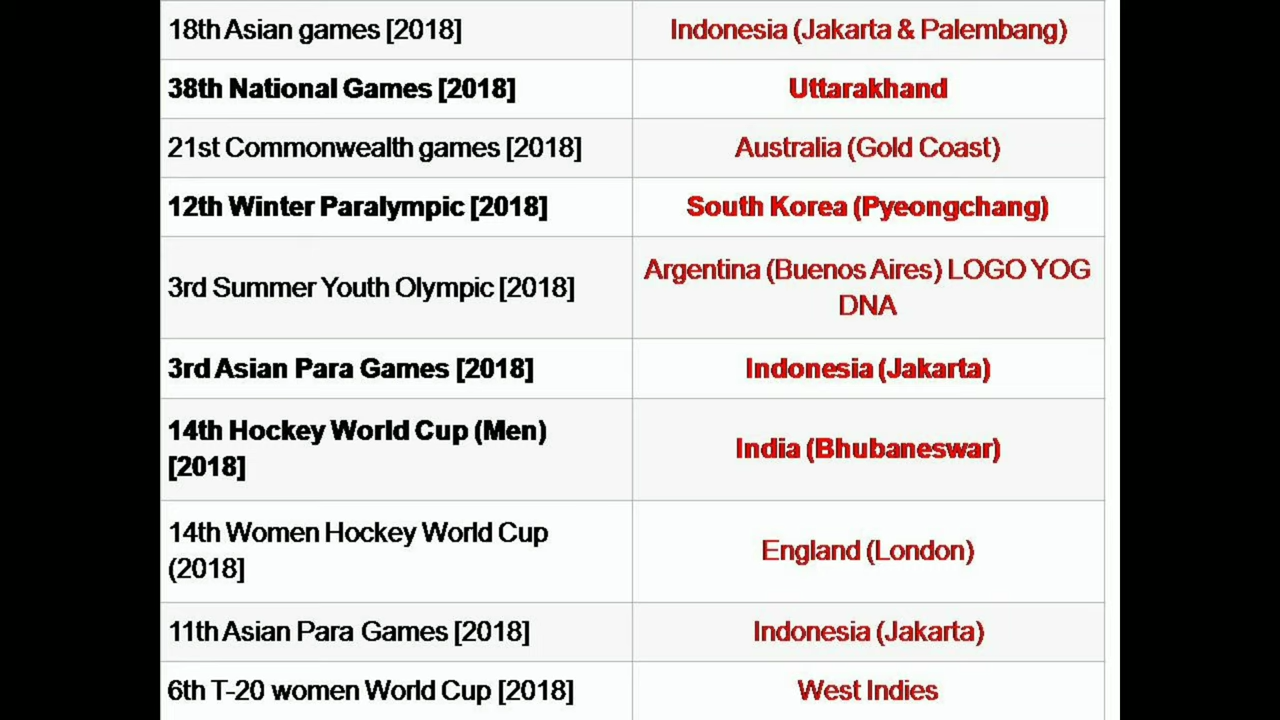 18th Asian games [2018]
Indonesia (Jakarta & Palembang)
38th National Games [2018]
Uttarakhand
21st Commonwealth games [2018]
Australia (Gold Coast)
12th Winter Paralympic [2018]
South Korea (Pyeongchang)
3rd Summer Youth Olympic [2018]
Argentina (Buenos Aires) LOGO YOG
DNA
3rd Asian Para Games [2018]
Indonesia (Jakarta)
14th Hockey World Cup (Men)
[2018]
India (Bhubaneswar)
14th Women Hockey World Cup
(2018]
England (London)
11th Asian Para Games [2018]
Indonesia (Jakarta)
6th T-20 women World Cup [2018]
West Indies